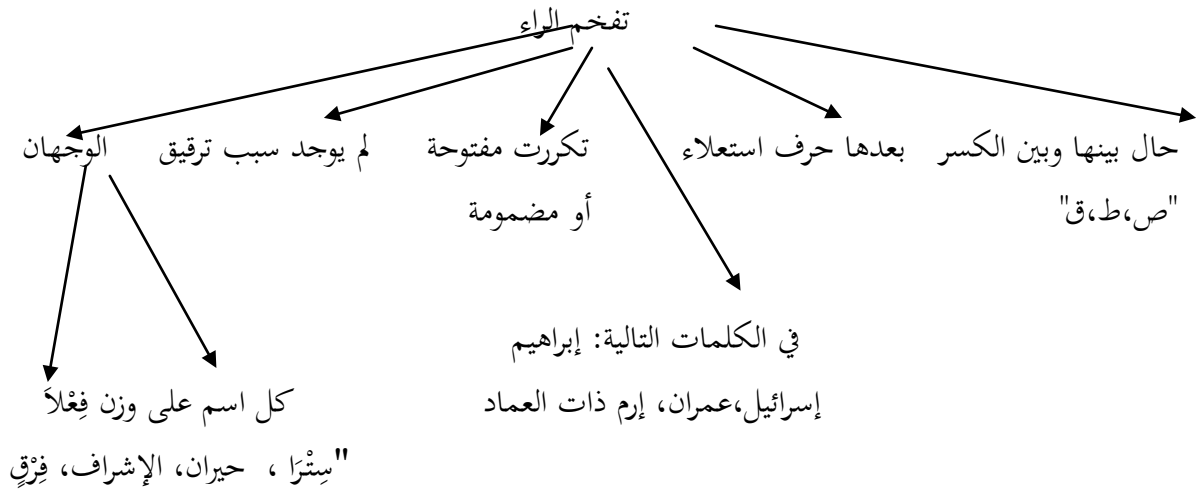 تفخم الراء
حال بينها وبين الكسر "ص،ط،ق"
بعدها حرف استعلاء
تكررت مفتوحة
أو مضمومة
لم يوجد سبب ترقيق
الوجهان
في الكلمات التالية: إبراهيم
إسرائيل،عمران، إرم ذات العماد
كل اسم على وزن فِعْلاَ
"سِتْرَا ، حيران، الإشراف، فِرْقٍ